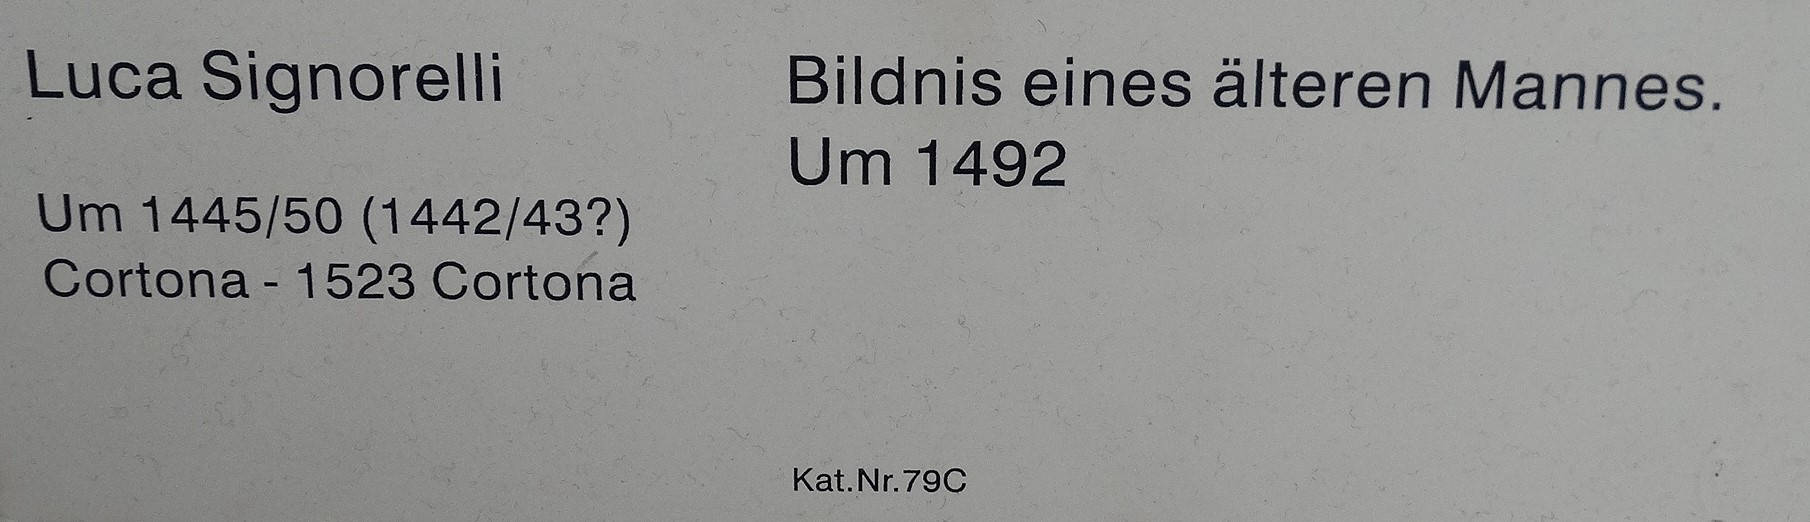 Luca Signorelli
Um 1445/50 (1442/43?)
Cortona - 1523 Cortona
Bildnis eines älteren Mannes.
Um 1492
Kat.Nr.79C